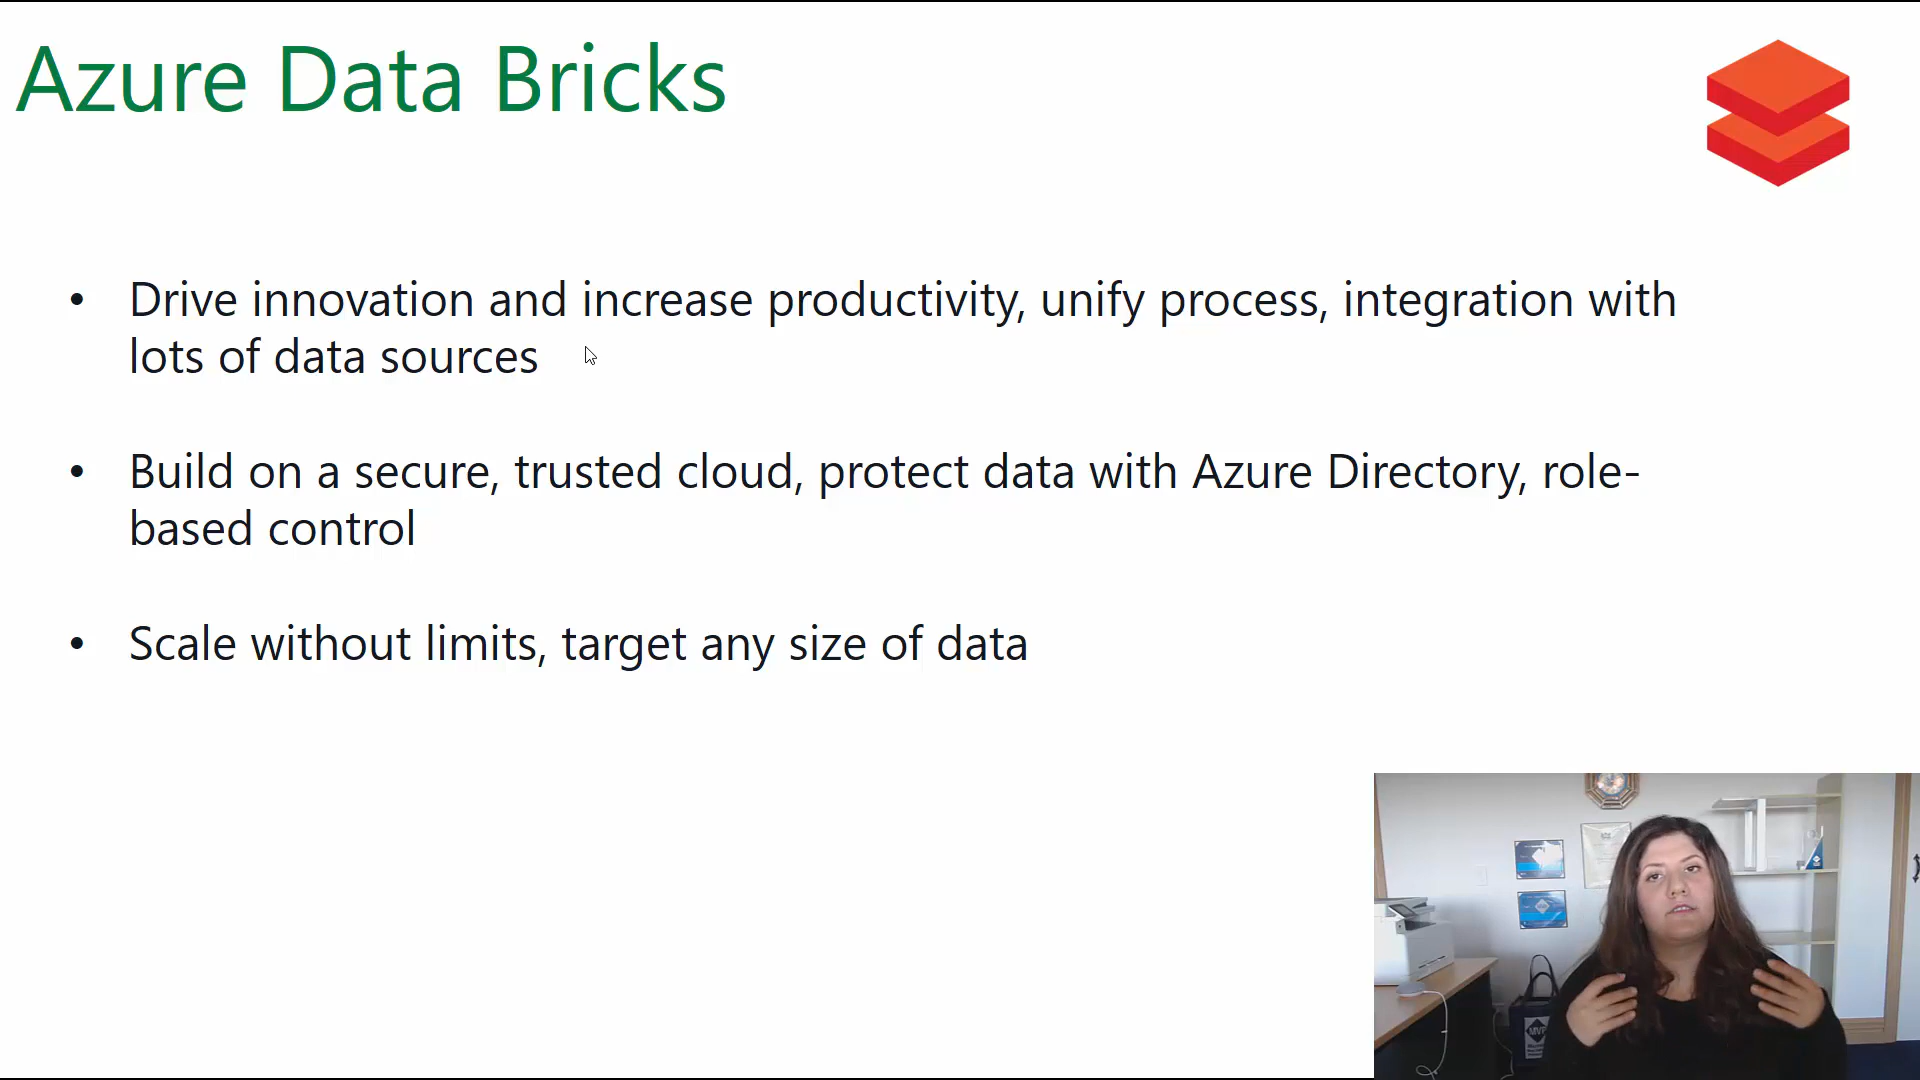 Azure Data Bricks
• Drive innovation and increase productivity, unify process, integration with
lots of data sources
• Build on a secure, trusted cloud, protect data with Azure Directory, role-
based control
• Scale without limits, target any size of data
MVP